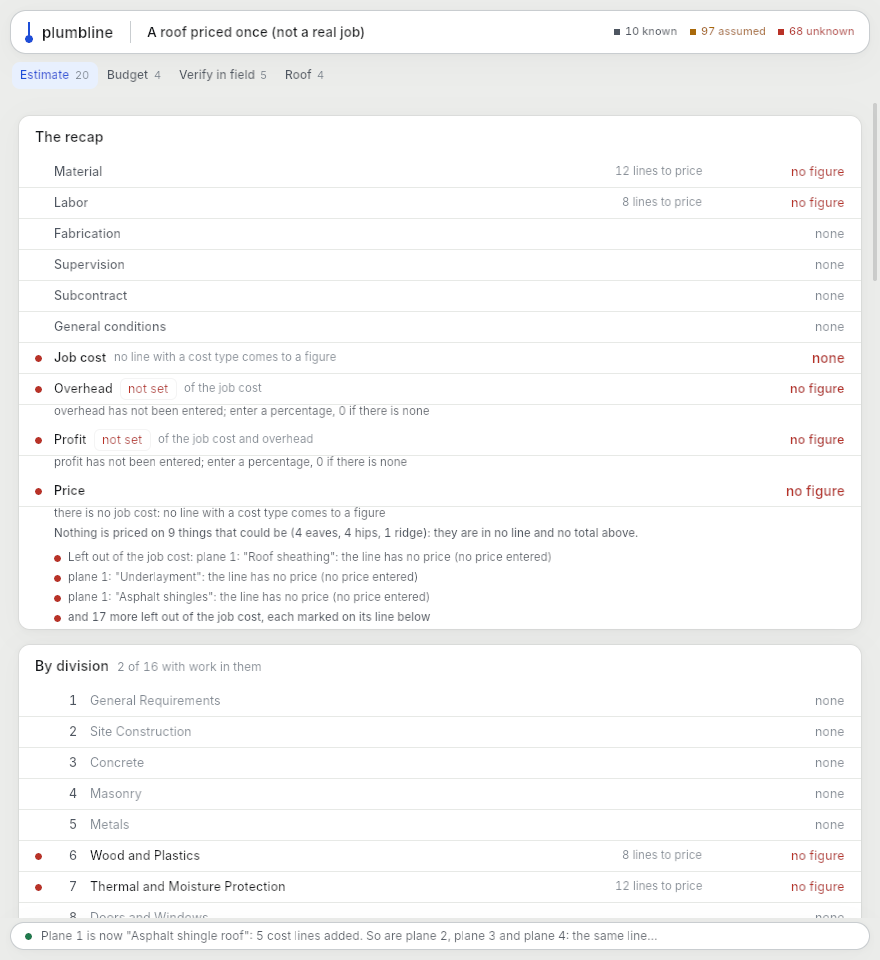 plumbline A roof priced once (not a real job) 10 known 97 assumed 68 unknown
Estimate 20 Budget 4 Verify in field 5 Roof 4
The recap
Material 12 lines to price no figure
Labor 8 lines to price no figure
Fabrication none
Supervision none
Subcontract none
General conditions none
Job cost no line with a cost type comes to a figure none
Overhead not set of the job cost no figure
overhead has not been entered; enter a percentage, 0 if there is none
Profit not set of the job cost and overhead no figure
profit has not been entered; enter a percentage, 0 if there is none
Price no figure
there is no job cost: no line with a cost type comes to a figure
Nothing is priced on 9 things that could be (4 eaves, 4 hips, 1 ridge): they are in no line and no total above.
Left out of the job cost: plane 1: "Roof sheathing": the line has no price (no price entered)
plane 1: "Underlayment": the line has no price (no price entered)
plane 1: "Asphalt shingles": the line has no price (no price entered)
and 17 more left out of the job cost, each marked on its line below
By division 2 of 16 with work in them
1 General Requirements none
2 Site Construction none
3 Concrete none
4 Masonry none
5 Metals none
6 Wood and Plastics 8 lines to price no figure
7 Thermal and Moisture Protection 12 lines to price no figure
8 Doors and Windows none
Plane 1 is now "Asphalt shingle roof": 5 cost lines added. So are plane 2, plane 3 and plane 4: the same line...